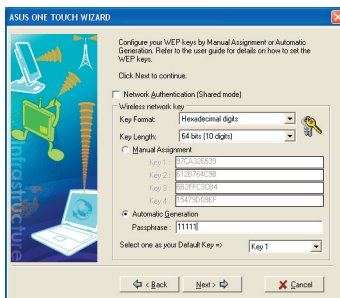 ASUS ONE TOUCH WIZARD
Configure your WEP keys by Manual Assignment or Automatic
Generation. Refer to the user guide for details on how to set the
WEP keys.
Click Next to continue.
Network Authentication (Shared mode)
Wireless network key
Key Format: Hexadecimal digits
Key Length: 64 bits (10 digits)
Manual Assignment
Key 1: 97CA326539
Key 2: 612B764C9B
Key 3: 6B2FFC3CB4
Key 4: 15479D09EF
Automatic Generation
Passphrase: 11111
Select one as your Default Key => Key 1
< Back Next > Cancel
Infrastructure